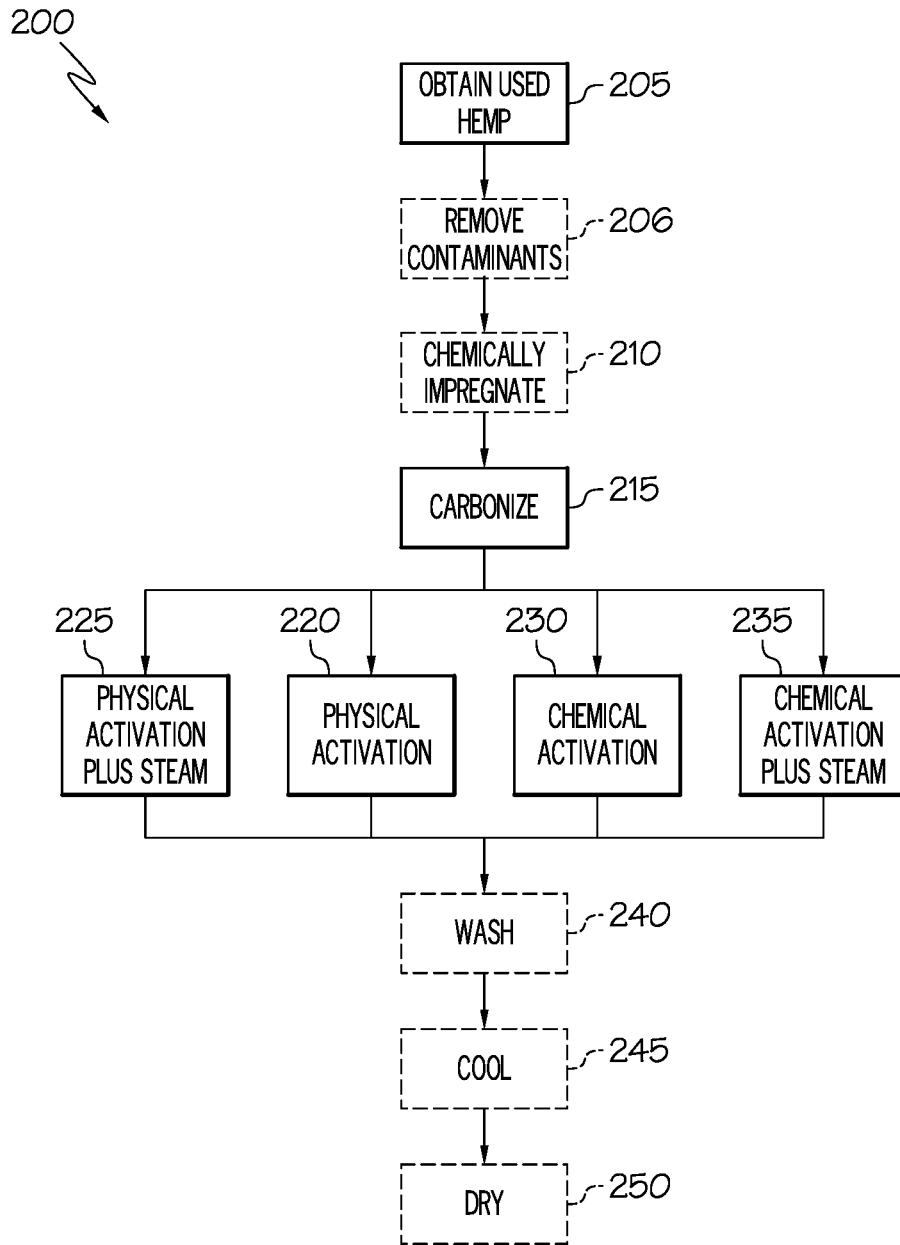 200
OBTAIN USED
HEMP
205
REMOVE
CONTAMINANTS
206
CHEMICALLY
IMPREGNATE
210
CARBONIZE
215
225
PHYSICAL
ACTIVATION
PLUS STEAM
220
PHYSICAL
ACTIVATION
230
CHEMICAL
ACTIVATION
235
CHEMICAL
ACTIVATION
PLUS STEAM
WASH
240
COOL
245
DRY
250